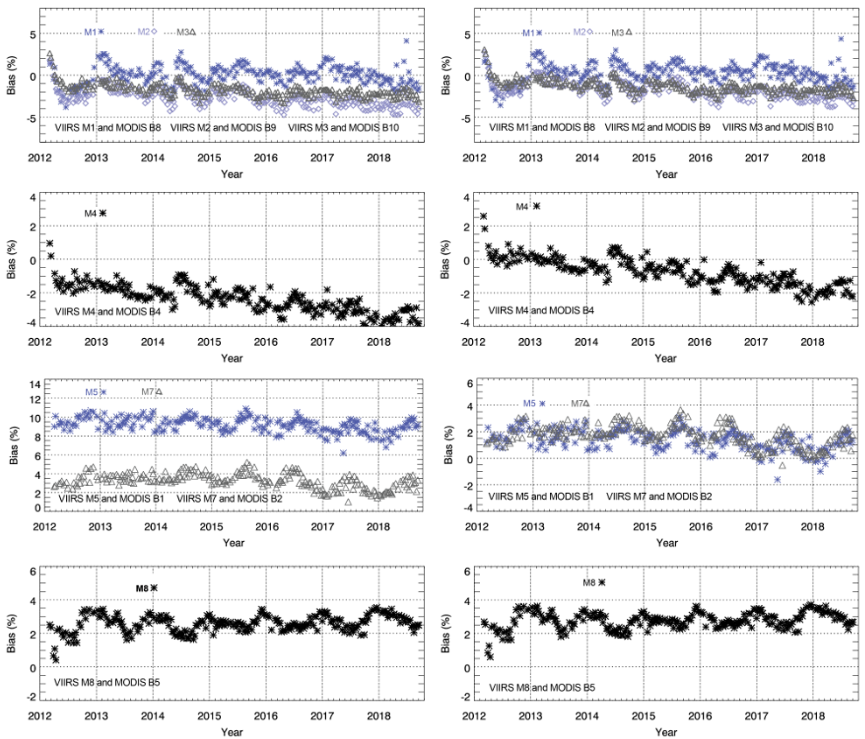 M1 M2 M3
5
0
-5
Bias (%)
VIIRS M1 and MODIS B8 VIIRS M2 and MODIS B9 VIIRS M3 and MODIS B10
2012 2013 2014 2015 2016 2017 2018
Year
M1 M2 M3
5
0
-5
Bias (%)
VIIRS M1 and MODIS B8 VIIRS M2 and MODIS B9 VIIRS M3 and MODIS B10
2012 2013 2014 2015 2016 2017 2018
Year
4
M4
2
0
-2
-4
Bias (%)
VIIRS M4 and MODIS B4
2012 2013 2014 2015 2016 2017 2018
Year
4
M4
2
0
-2
-4
Bias (%)
VIIRS M4 and MODIS B4
2012 2013 2014 2015 2016 2017 2018
Year
14
M5 M7
12
10
8
6
4
2
0
Bias (%)
VIIRS M5 and MODIS B1 VIIRS M7 and MODIS B2
2012 2013 2014 2015 2016 2017 2018
Year
6
M5 M7
4
2
0
-2
-4
Bias (%)
VIIRS M5 and MODIS B1 VIIRS M7 and MODIS B2
2012 2013 2014 2015 2016 2017 2018
Year
6
M8
4
2
0
-2
Bias (%)
VIIRS M8 and MODIS B5
2012 2013 2014 2015 2016 2017 2018
Year
6
M8
4
2
0
-2
Bias (%)
VIIRS M8 and MODIS B5
2012 2013 2014 2015 2016 2017 2018
Year